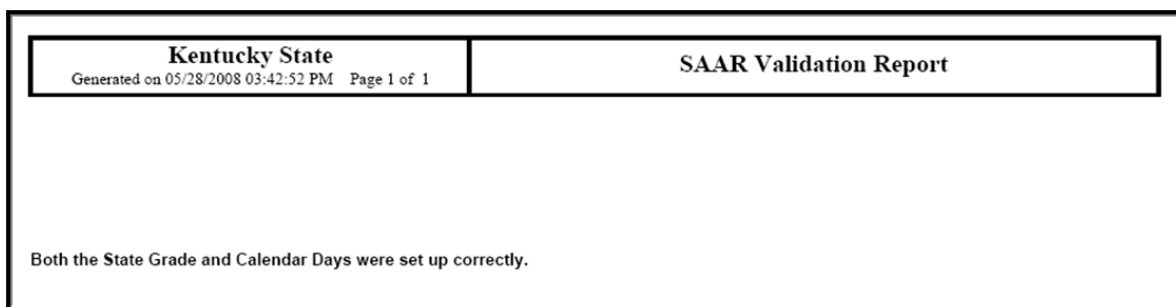 Kentucky State
Generated on 05/28/2008 03:42:52 PM Page 1 of 1
SAAR Validation Report
Both the State Grade and Calendar Days were set up correctly.